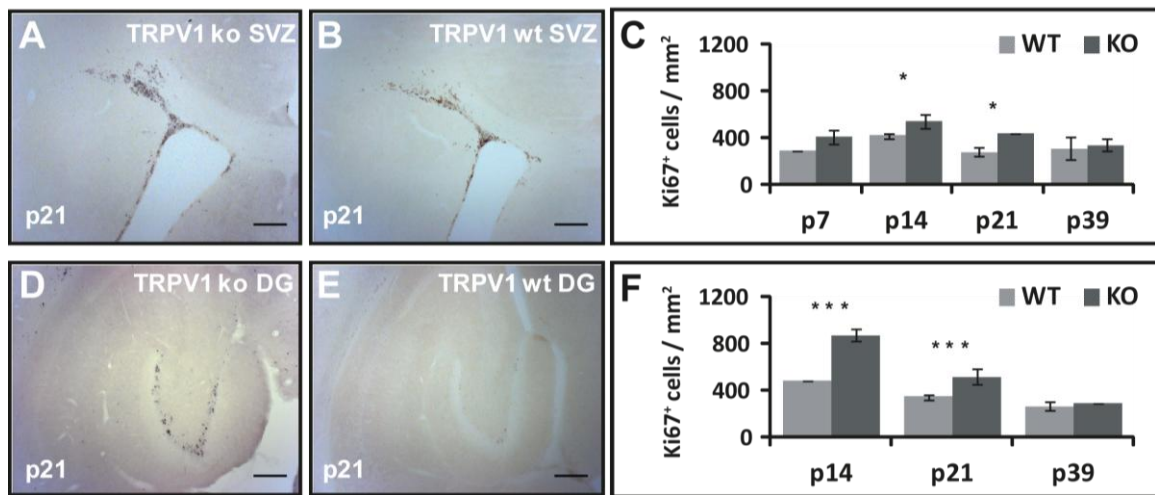 A TRPV1 ko SVZ
p21
B TRPV1 wt SVZ
p21
C
WT KO
Ki67⁺ cells / mm²
1200
800
400
0
*
*
p7 p14 p21 p39
D TRPV1 ko DG
p21
E TRPV1 wt DG
p21
F
WT KO
Ki67⁺ cells / mm²
1200
800
400
0
***
***
p14 p21 p39